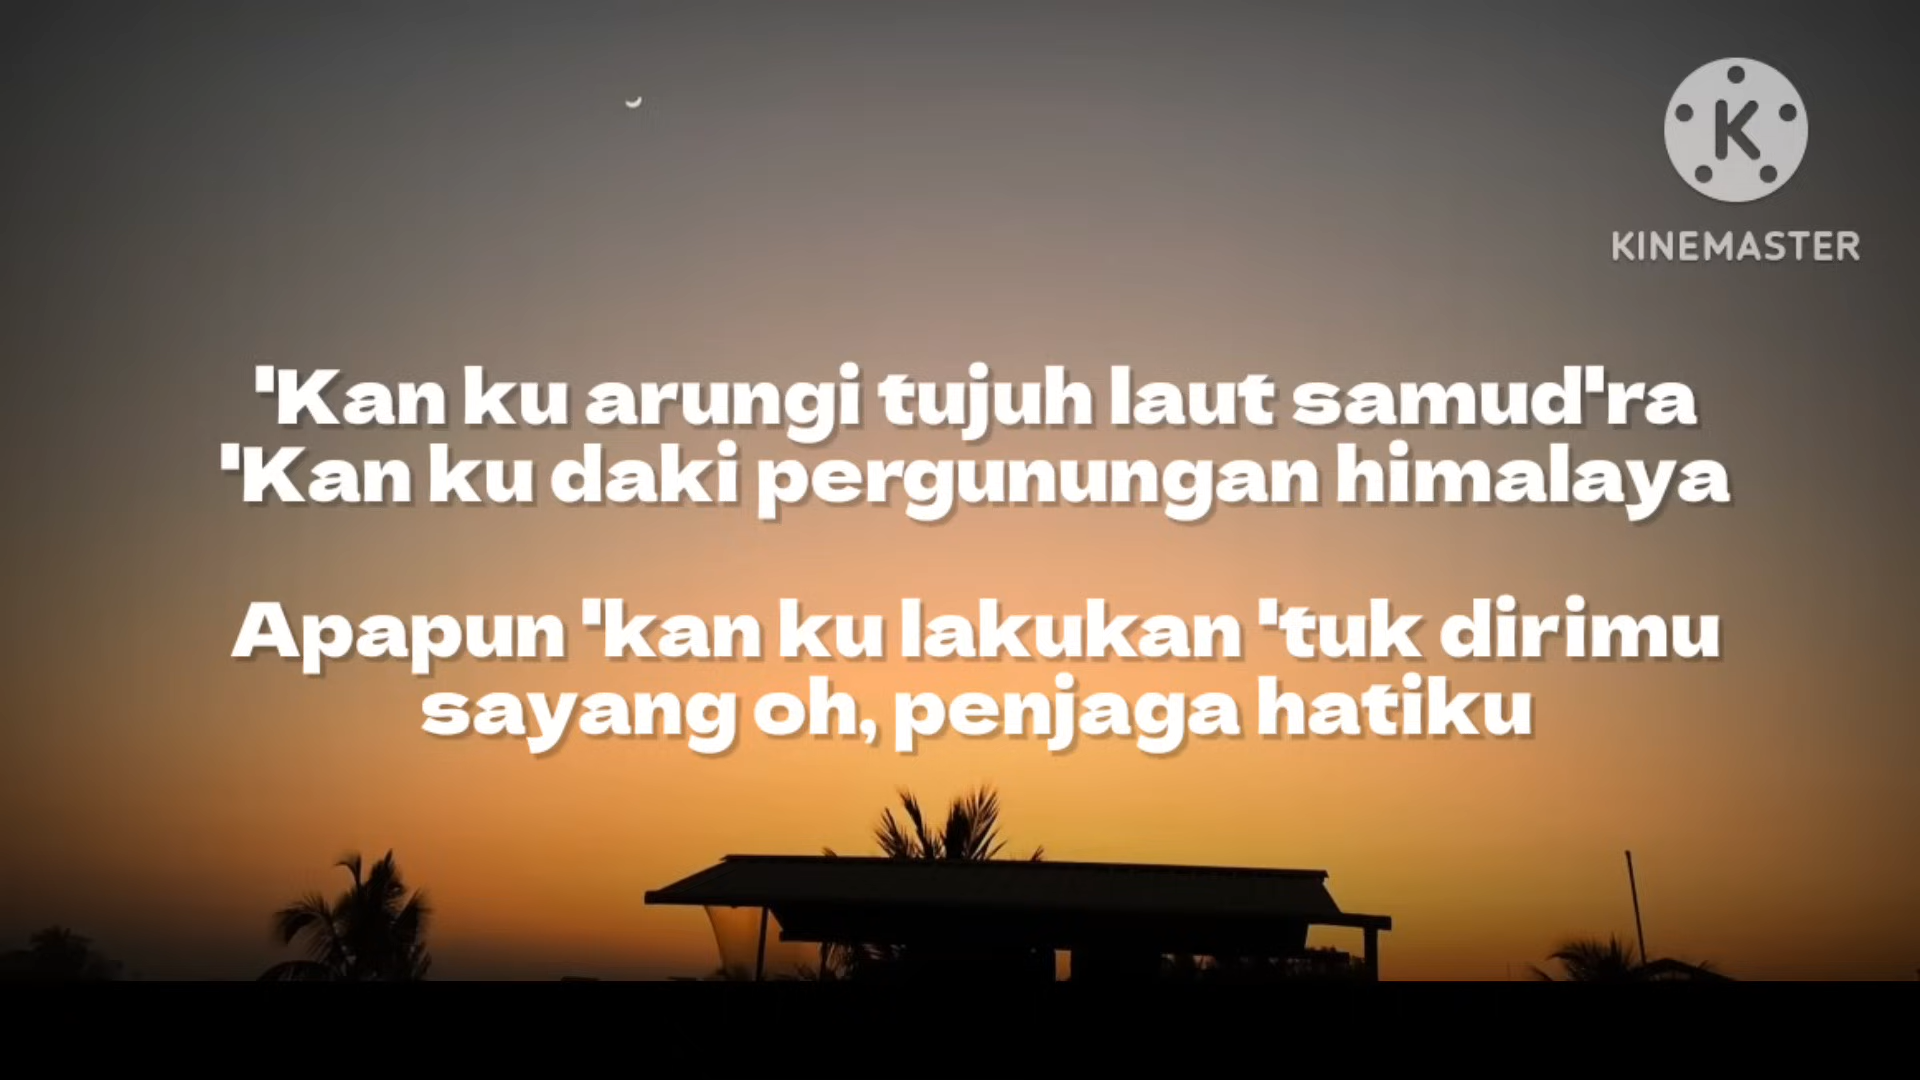 K
KINEMASTER
'Kan ku arungi tujuh laut samud'ra
'Kan ku daki pergunungan himalaya
Apapun 'kan ku lakukan 'tuk dirimu
sayang oh, penjaga hatiku